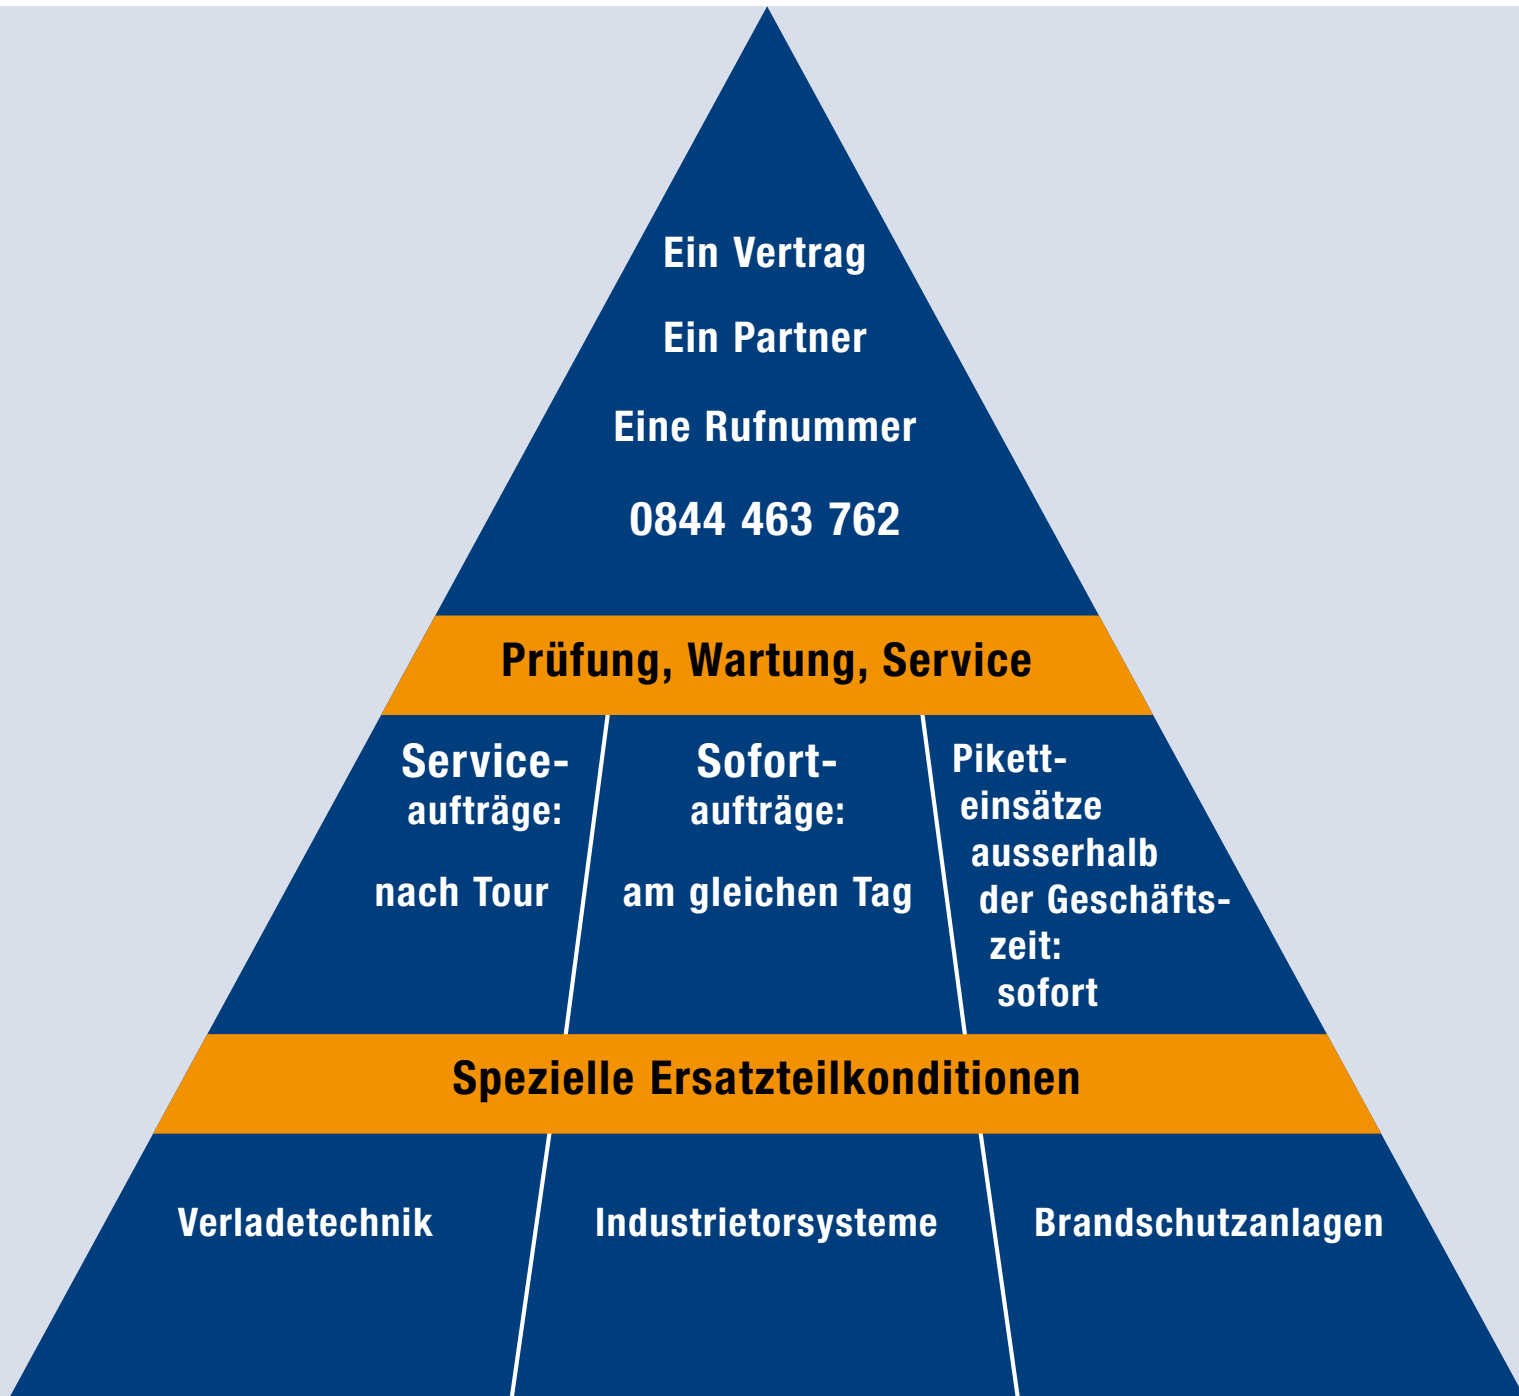 Ein Vertrag
Ein Partner
Eine Rufnummer
0844 463 762
Prüfung, Wartung, Service
Service-
aufträge:
nach Tour
Sofort-
aufträge:
am gleichen Tag
Pikett-
einsätze
ausserhalb
der Geschäfts-
zeit:
sofort
Spezielle Ersatzteilkonditionen
Verladetechnik
Industrietorsysteme
Brandschutzanlagen